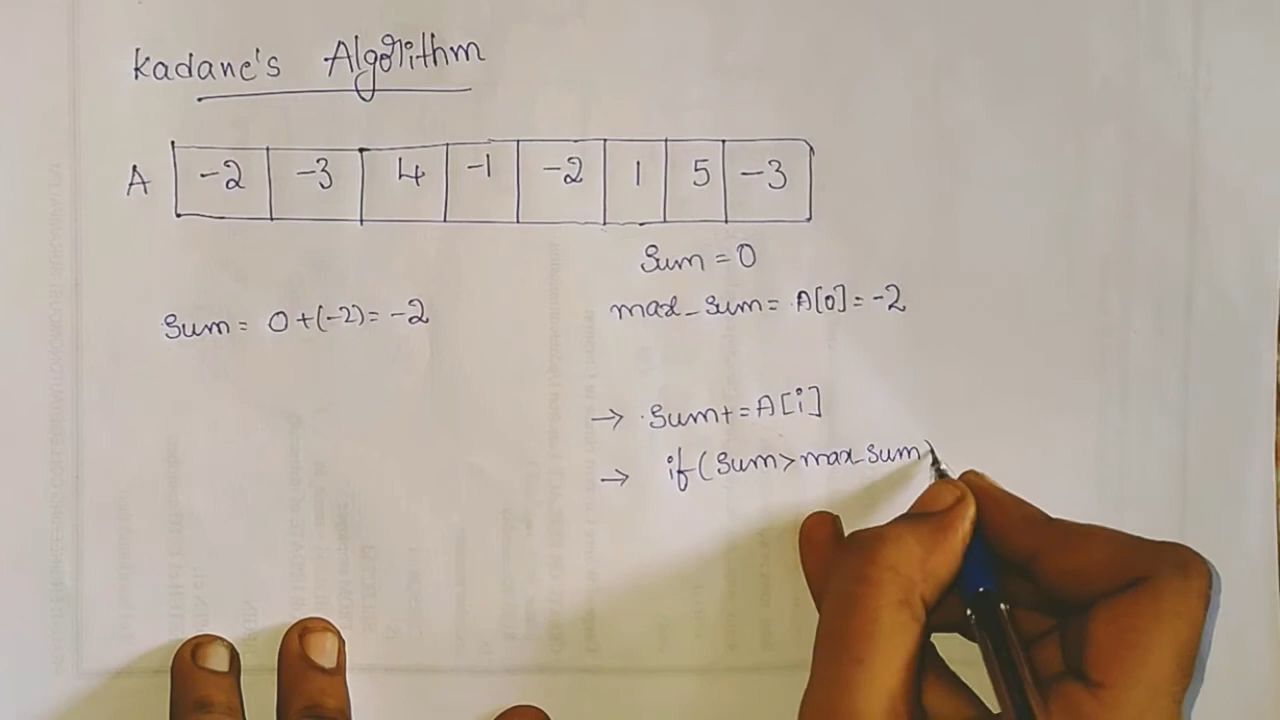 Kadane's Algorithm
A -2 -3 4 -1 -2 1 5 -3
Sum = 0
max_sum = A[0] = -2
Sum = 0+(-2) = -2
→ Sum+=A[i]
→ if(Sum>max_sum)